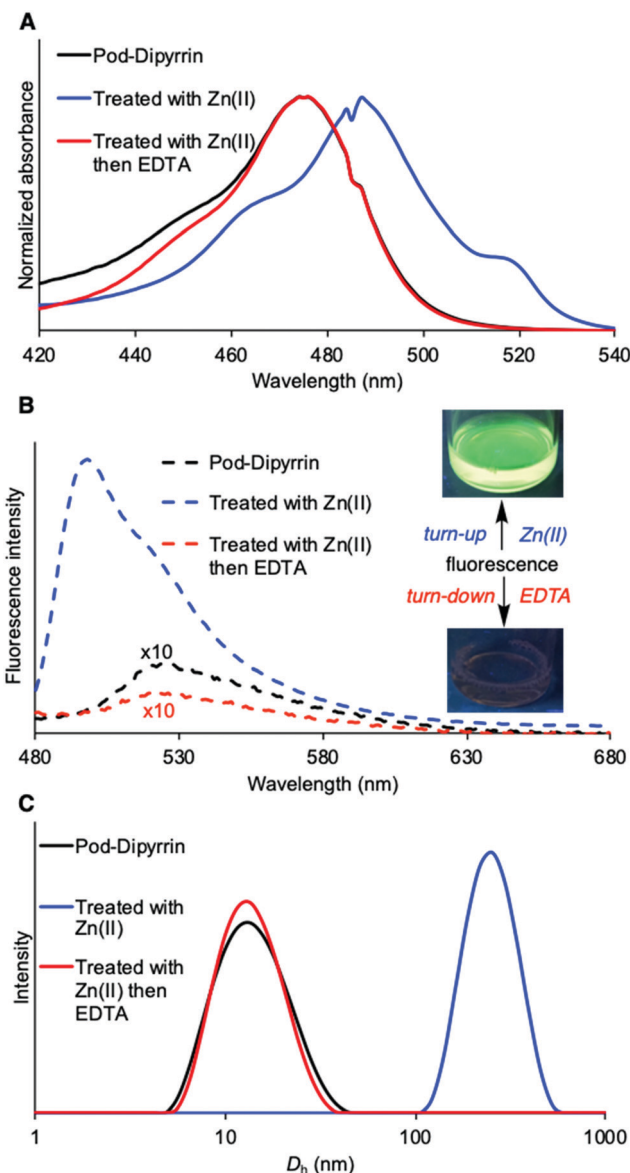 A
Pod-Dipyrrin
Treated with Zn(II)
Treated with Zn(II)
then EDTA
Normalized absorbance
420 440 460 480 500 520 540
Wavelength (nm)
B
Pod-Dipyrrin
Treated with Zn(II)
Treated with Zn(II)
then EDTA
turn-up Zn(II)
fluorescence
turn-down EDTA
x10
x10
Fluorescence intensity
480 530 580 630 680
Wavelength (nm)
C
Pod-Dipyrrin
Treated with
Zn(II)
Treated with
Zn(II) then
EDTA
Intensity
1 10 100 1000
Dh (nm)